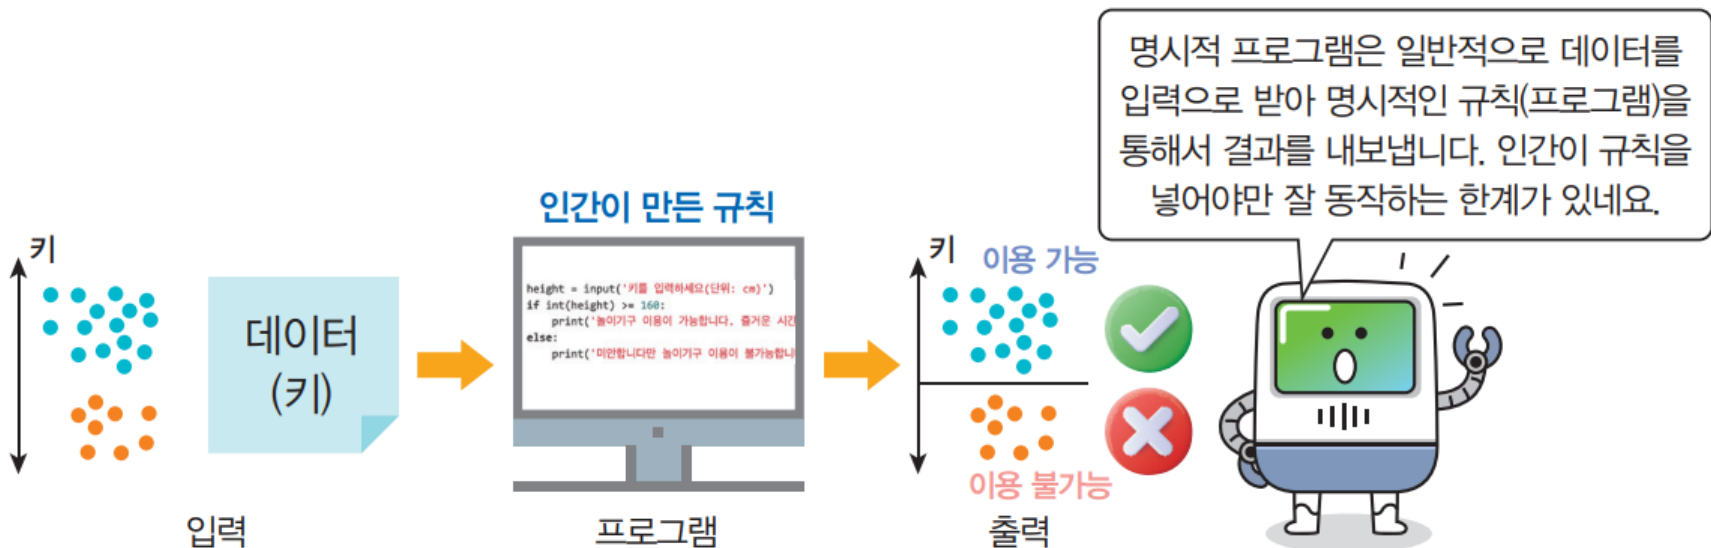 명시적 프로그램은 일반적으로 데이터를
입력으로 받아 명시적인 규칙(프로그램)을
통해서 결과를 내보냅니다. 인간이 규칙을
넣어야만 잘 동작하는 한계가 있네요.
인간이 만든 규칙
키
데이터
(키)
height = input('키를 입력하세요(단위: cm)')
if int(height) >= 160:
print('놀이기구 이용이 가능합니다. 즐거운 시간
else:
print('미안합니다만 놀이기구 이용이 불가능합니
키
이용 가능
이용 불가능
입력
프로그램
출력